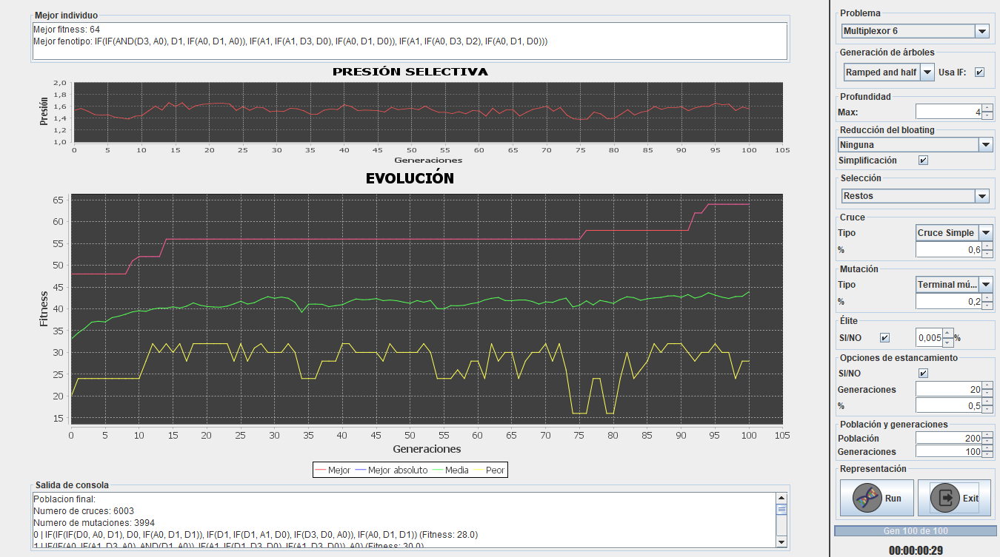 Mejor individuo
Mejor fitness: 64
Mejor fenotipo: IF(IF(AND(D3, A0), D1, IF(A0, D1, A0)), IF(A1, IF(A1, D3, D0), IF(A0, D1, D0)), IF(A1, IF(A0, D3, D2), IF(A0, D1, D0)))
PRESIÓN SELECTIVA
Presión
2,0
1,8
1,6
1,4
1,2
1,0
0 5 10 15 20 25 30 35 40 45 50 55 60 65 70 75 80 85 90 95 100 105
Generaciones
EVOLUCIÓN
Fitness
65
60
55
50
45
40
35
30
25
20
15
0 5 10 15 20 25 30 35 40 45 50 55 60 65 70 75 80 85 90 95 100 105
Generaciones
Mejor Mejor absoluto Media Peor
Salida de consola
Poblacion final:
Numero de cruces: 6003
Numero de mutaciones: 3994
0 | IF(IF(IF(D0, A0, D1), D0, IF(A0, D1, D1)), IF(D1, IF(D1, A1, D0), IF(D3, D0, A0)), IF(A0, D1, D1)) (Fitness: 28.0)
1 | IF(IF(A0, IF(A1, D3, A0), AND(D1, A0)), IF(A1, IF(D1, D3, D0), IF(A1, D3, D0)), A0) (Fitness: 30.0)
Problema
Multiplexor 6
Generación de árboles
Ramped and half Usa IF:
Profundidad
Max: 4
Reducción del bloating
Ninguna
Simplificación
Selección
Restos
Cruce
Tipo Cruce Simple
% 0,6
Mutación
Tipo Terminal mú...
% 0,2
Élite
SI/NO 0,005 %
Opciones de estancamiento
SI/NO
Generaciones 20
% 0,5
Población y generaciones
Población 200
Generaciones 100
Representación
Run Exit
Gen 100 de 100
00:00:00:29